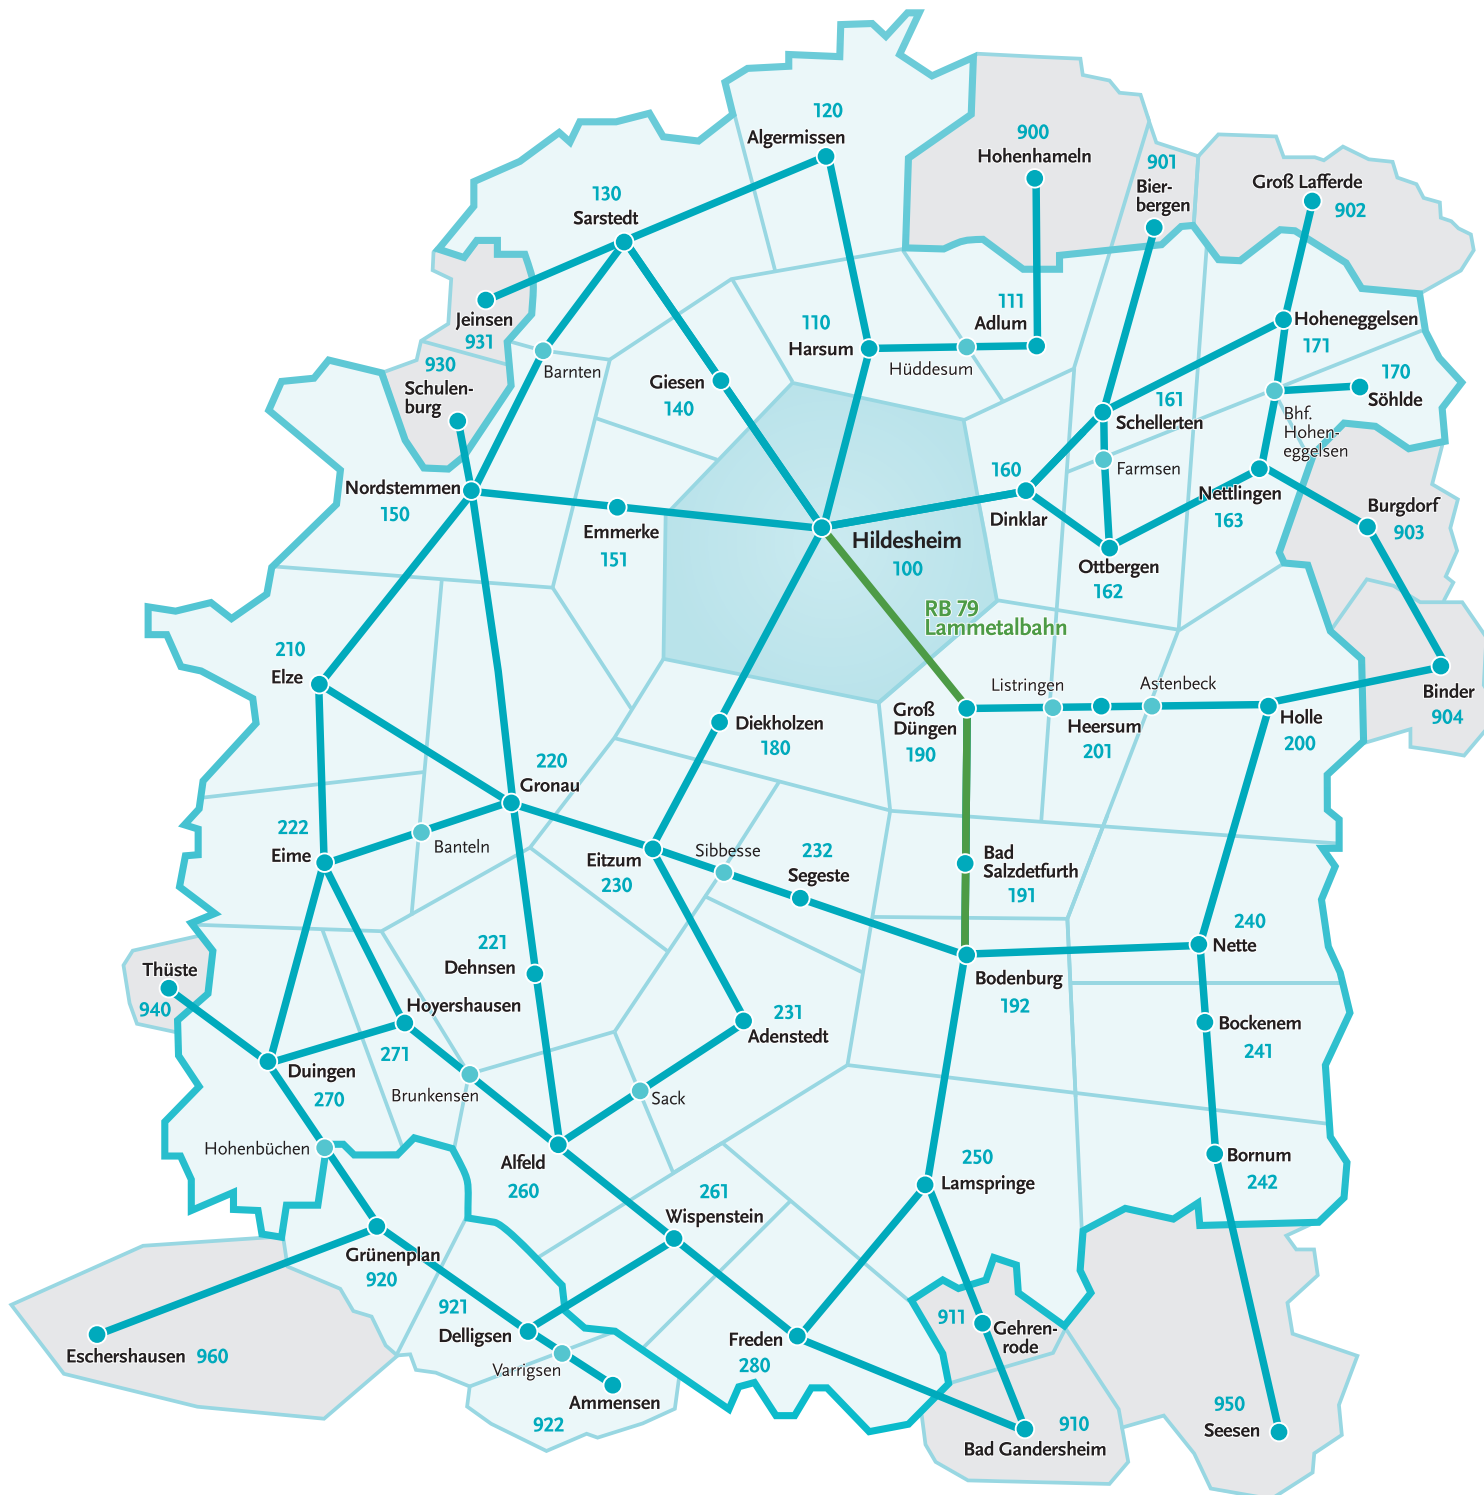 120
Algermissen
900
Hohenhameln
901
Bier-
bergen
Groß Lafferde
902
130
Sarstedt
Jeinsen
931
930
Schulen-
burg
Barnten
110
Harsum
Hüddesum
111
Adlum
Hoheneggelsen
171
170
Söhlde
Bhf.
Hohen-
eggelsen
Giesen
140
161
Schellerten
Farmsen
160
Dinklar
Nettlingen
163
Burgdorf
903
Nordstemmen
150
Emmerke
151
Hildesheim
100
Ottbergen
162
RB 79
Lammetalbahn
210
Elze
Diekholzen
180
Groß
Düngen
190
Listringen
Heersum
201
Astenbeck
Holle
200
Binder
904
220
Gronau
222
Eime
Banteln
Eitzum
230
Sibbesse
232
Segeste
Bad
Salzdetfurth
191
221
Dehnsen
240
Nette
Thüste
940
Hoyershausen
271
Bodenburg
192
231
Adenstedt
Bockenem
241
Duingen
270
Brunkensen
Sack
Hohenbüchen
Alfeld
260
250
Lamspringe
Bornum
242
261
Wispenstein
Grünenplan
920
Eschershausen 960
921
Delligsen
Varrigsen
Ammensen
922
Freden
280
911
Gehren-
rode
910
Bad Gandersheim
950
Seesen